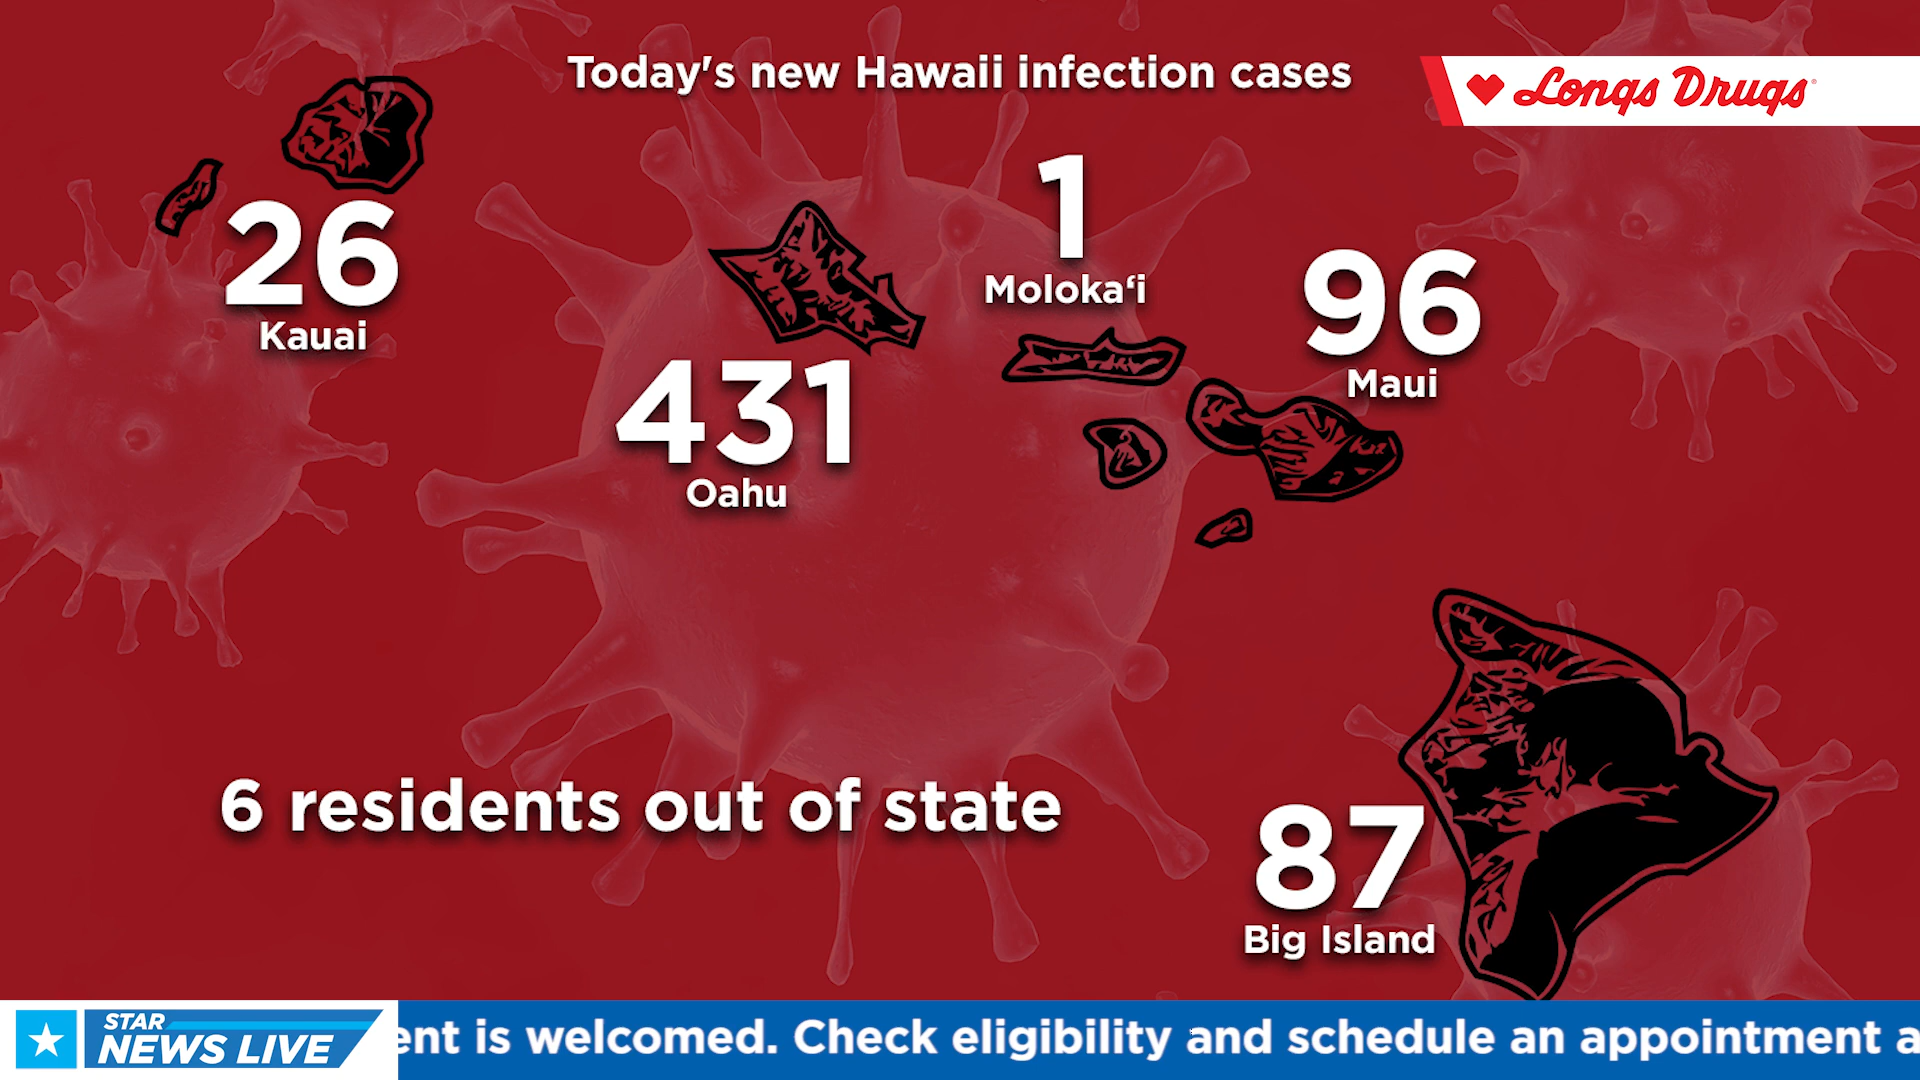 Today's new Hawaii infection cases
Longs Drugs
26
Kauai
431
Oahu
1
Moloka‘i
96
Maui
6 residents out of state
87
Big Island
STAR
NEWS LIVE
ent is welcomed. Check eligibility and schedule an appointment a